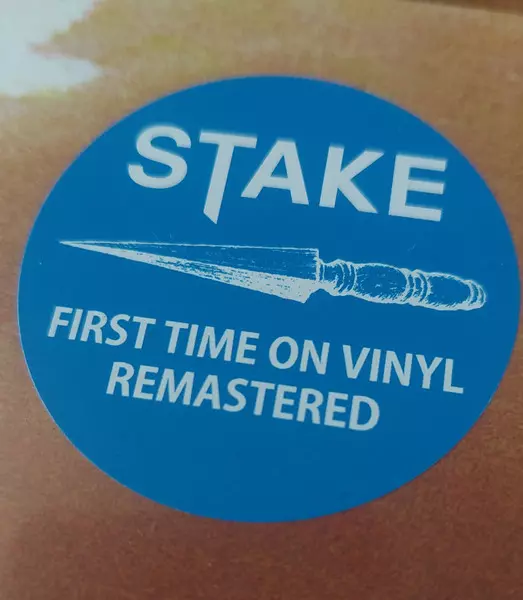 STAKE
FIRST TIME ON VINYL
REMASTERED